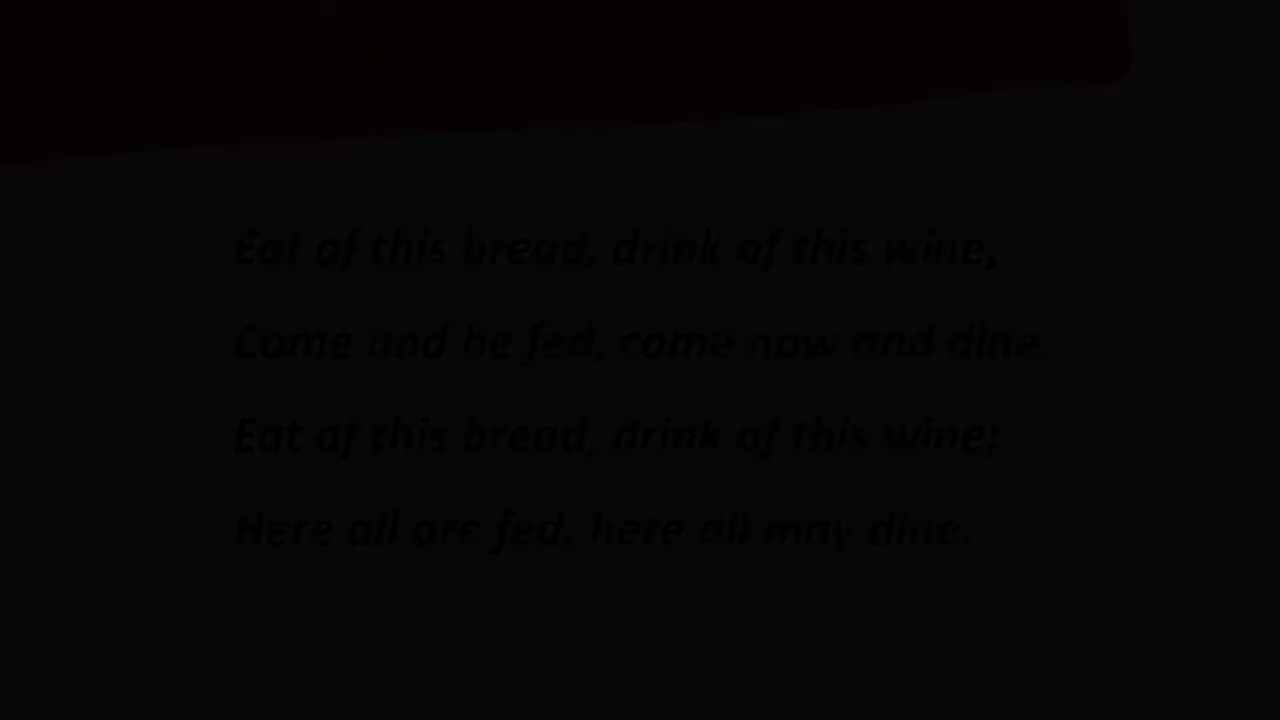 Eat of this bread, drink of this wine,
Come and be fed, come now and dine.
Eat of this bread, drink of this wine;
Here all are fed, here all may dine.